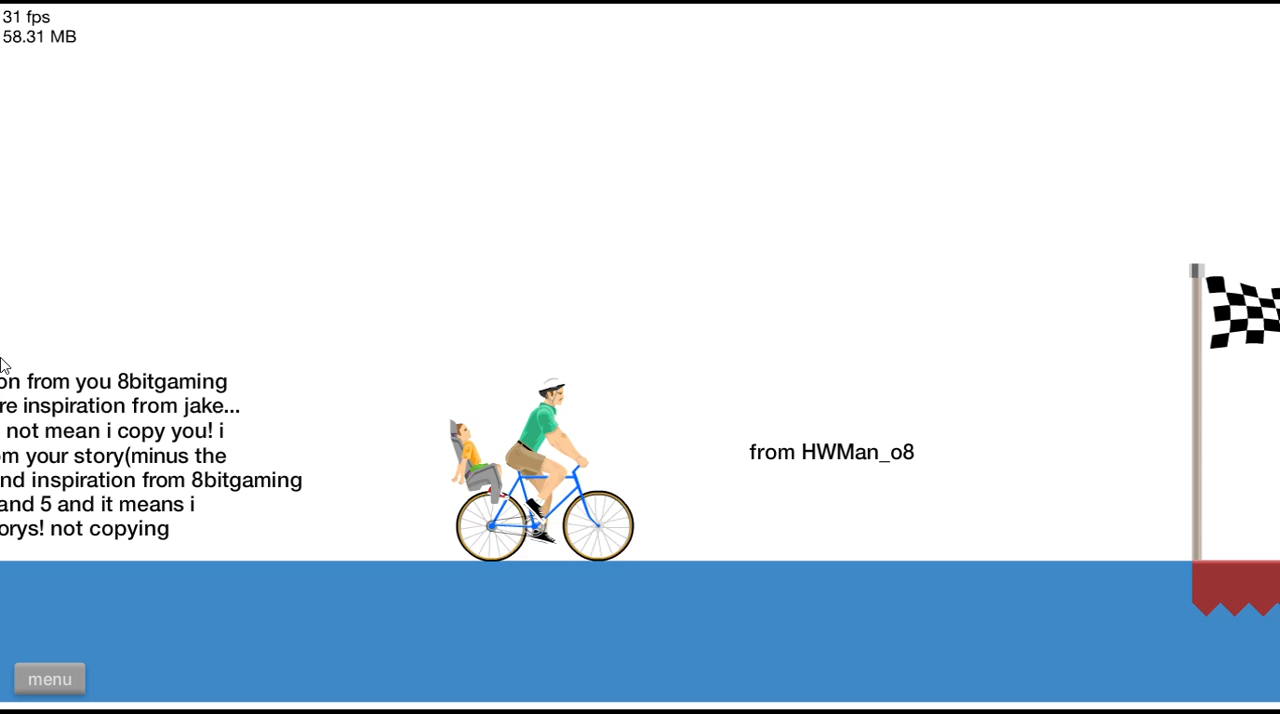 31 fps
58.31 MB
on from you 8bitgaming
re inspiration from jake...
not mean i copy you! i
om your story(minus the
nd inspiration from 8bitgaming
and 5 and it means i
orys! not copying
from HWMan_o8
menu